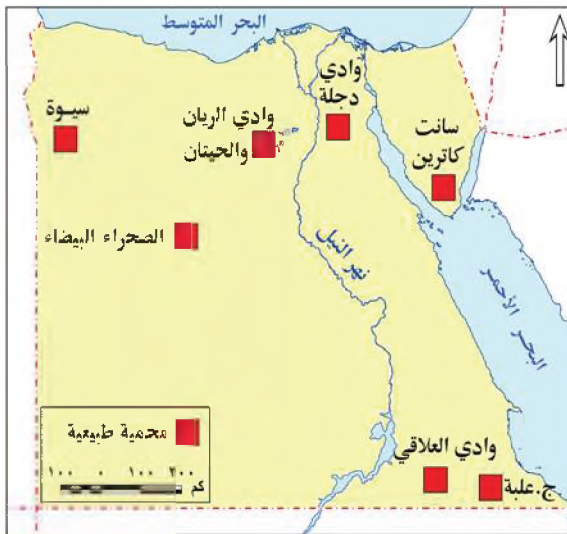 البحر المتوسط
وادي
دجلة
سيوة
وادي الريان
والحيتان
سانت
كاترين
الصحراء البيضاء
نهر النيل
البحر الأحمر
محمية طبيعية
وادي العلاقي
ج.علبة
١٠٠ ٠ ١٠٠ ٢٠٠
كم